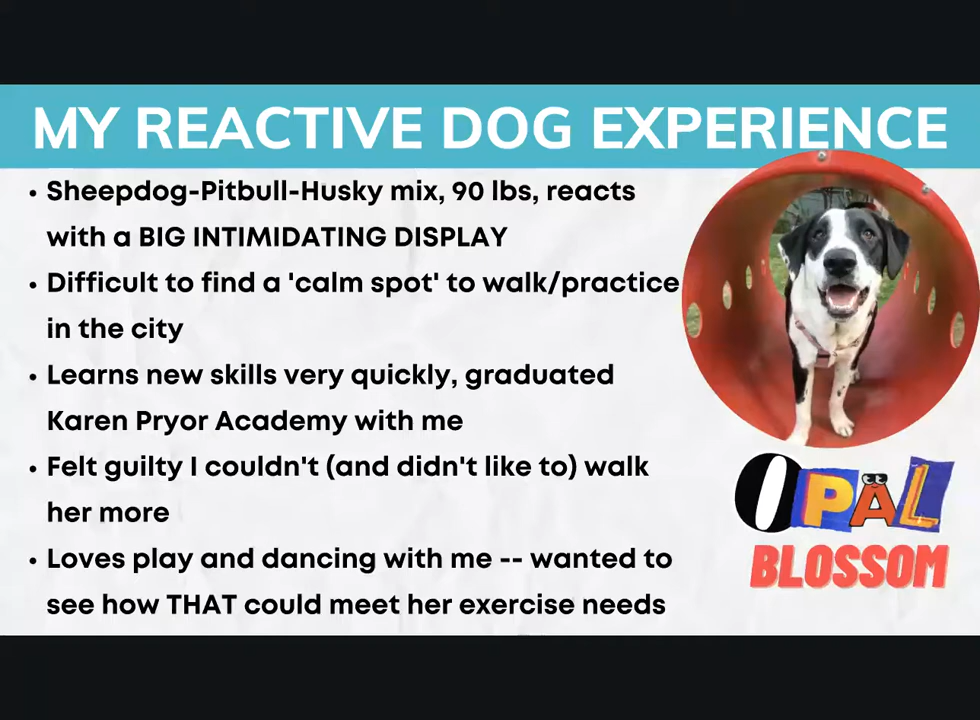 MY REACTIVE DOG EXPERIENCE
• Sheepdog-Pitbull-Husky mix, 90 lbs, reacts
with a BIG INTIMIDATING DISPLAY
• Difficult to find a 'calm spot' to walk/practice
in the city
• Learns new skills very quickly, graduated
Karen Pryor Academy with me
• Felt guilty I couldn't (and didn't like to) walk
her more
• Loves play and dancing with me -- wanted to
see how THAT could meet her exercise needs
OPAL
BLOSSOM